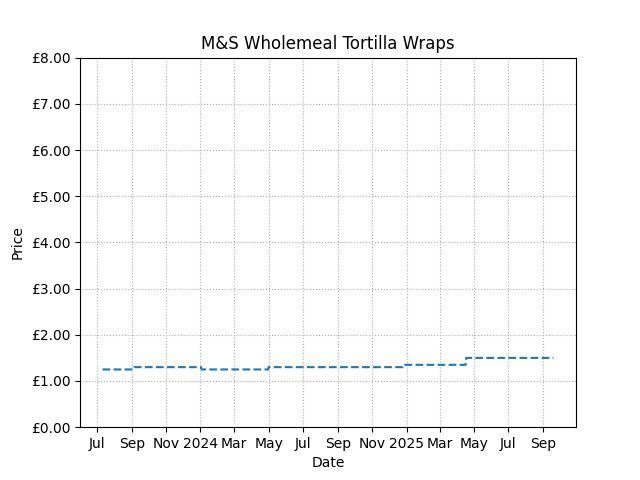 M&S Wholemeal Tortilla Wraps
£8.00
£7.00
£6.00
£5.00
£4.00
£3.00
£2.00
£1.00
£0.00
Price
Jul Sep Nov 2024 Mar May Jul Sep Nov 2025 Mar May Jul Sep
Date